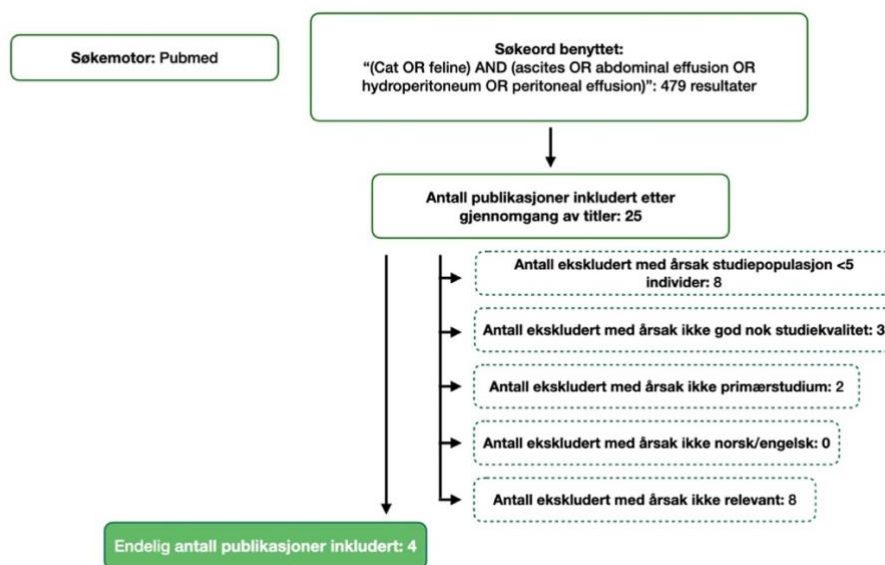 Søkemotor: Pubmed
Søkeord benyttet:
“(Cat OR feline) AND (ascites OR abdominal effusion OR
hydroperitoneum OR peritoneal effusion)”: 479 resultater
Antall publikasjoner inkludert etter
gjennomgang av titler: 25
Antall ekskludert med årsak studiepopulasjon <5
individer: 8
Antall ekskludert med årsak ikke god nok studiekvalitet: 3
Antall ekskludert med årsak ikke primærstudium: 2
Antall ekskludert med årsak ikke norsk/engelsk: 0
Antall ekskludert med årsak ikke relevant: 8
Endelig antall publikasjoner inkludert: 4